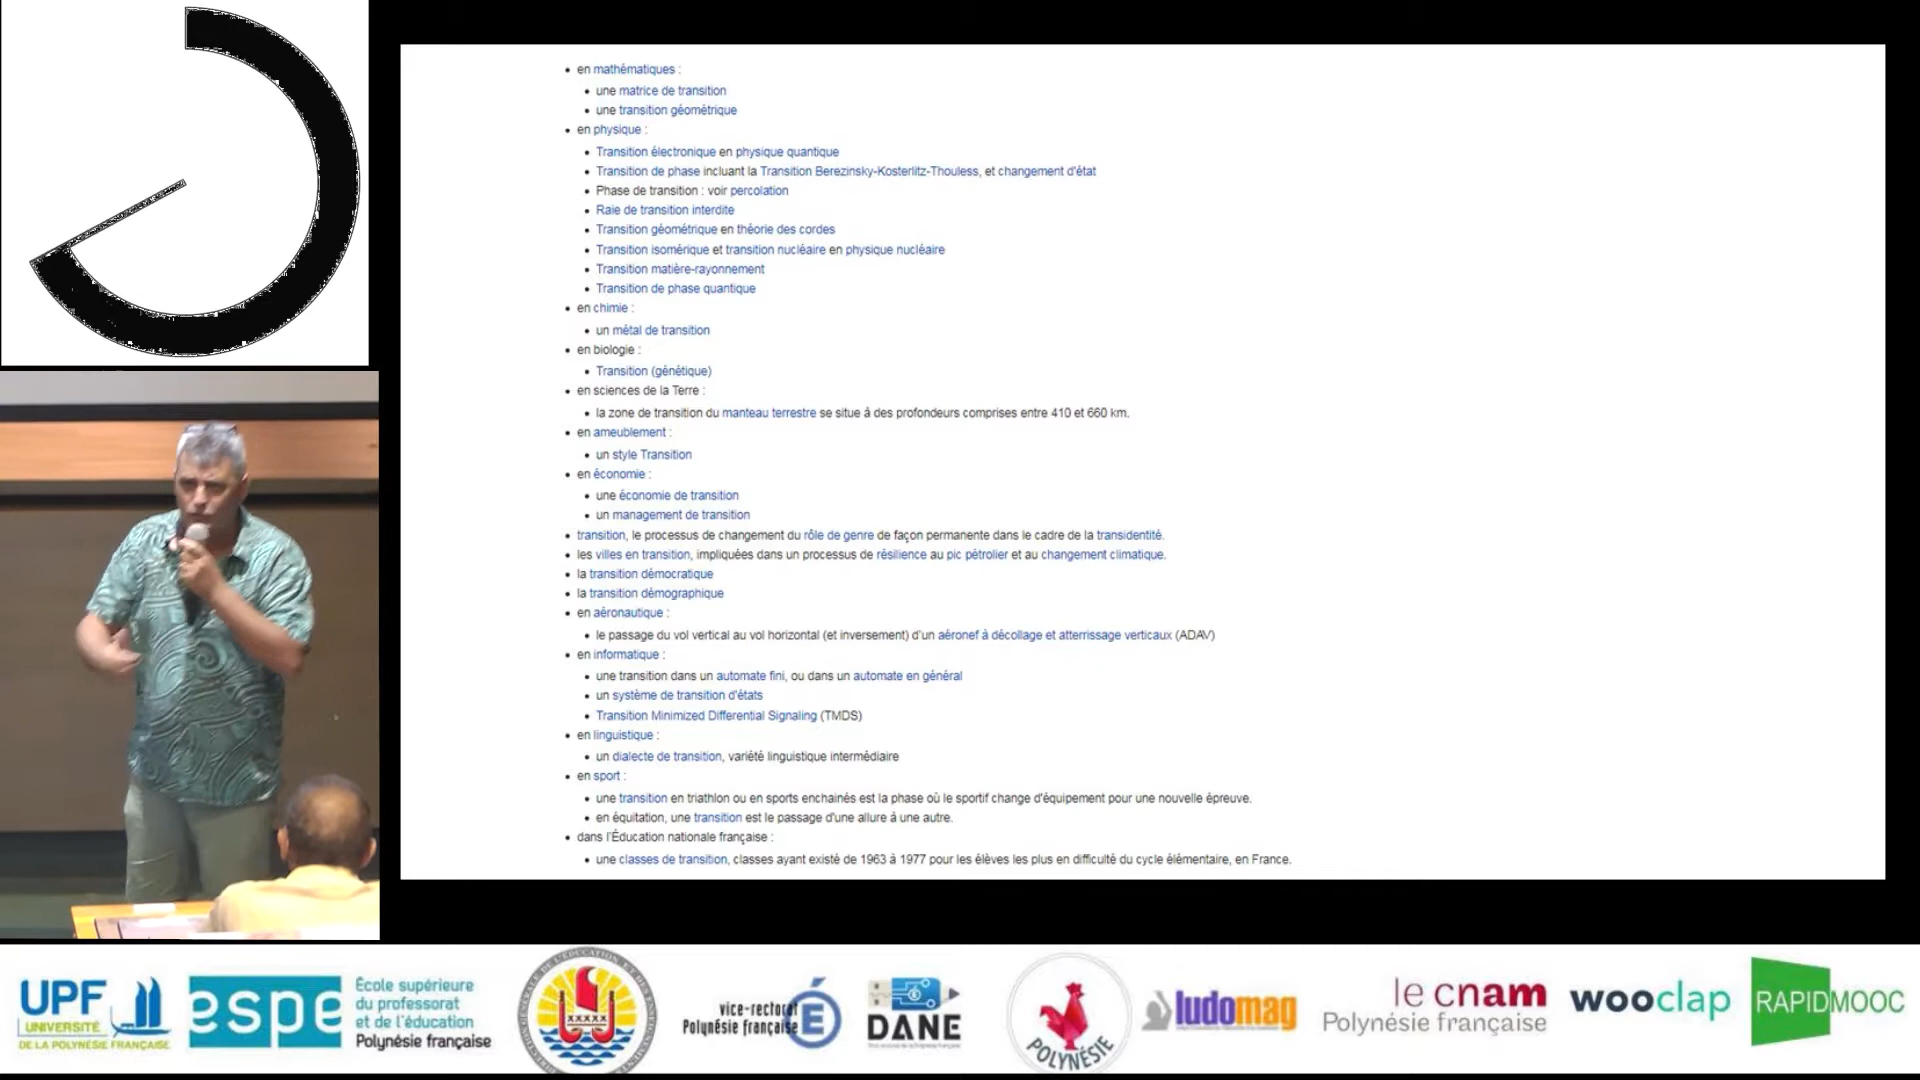 • en mathématiques :
• une matrice de transition
• une transition géométrique
• en physique :
• Transition électronique en physique quantique
• Transition de phase incluant la Transition Berezinsky-Kosterlitz-Thouless, et changement d'état
• Phase de transition : voir percolation
• Raie de transition interdite
• Transition géométrique en théorie des cordes
• Transition isomérique et transition nucléaire en physique nucléaire
• Transition matière-rayonnement
• Transition de phase quantique
• en chimie :
• un métal de transition
• en biologie :
• Transition (génétique)
• en sciences de la Terre :
• la zone de transition du manteau terrestre se situe à des profondeurs comprises entre 410 et 660 km.
• en ameublement :
• un style Transition
• en économie :
• une économie de transition
• un management de transition
• transition, le processus de changement du rôle de genre de façon permanente dans le cadre de la transidentité.
• les villes en transition, impliquées dans un processus de résilience au pic pétrolier et au changement climatique.
• la transition démocratique
• la transition démographique
• en aéronautique :
• le passage du vol vertical au vol horizontal (et inversement) d'un aéronef à décollage et atterrissage verticaux (ADAV)
• en informatique :
• une transition dans un automate fini, ou dans un automate en général
• un système de transition d'états
• Transition Minimized Differential Signaling (TMDS)
• en linguistique :
• un dialecte de transition, variété linguistique intermédiaire
• en sport :
• une transition en triathlon ou en sports enchainés est la phase où le sportif change d'équipement pour une nouvelle épreuve.
• en équitation, une transition est le passage d'une allure à une autre.
• dans l'Éducation nationale française :
• une classes de transition, classes ayant existé de 1963 à 1977 pour les élèves les plus en difficulté du cycle élémentaire, en France.
UPF
UNIVERSITÉ
DE LA POLYNÉSIE FRANÇAISE
espe
École supérieure
du professorat
et de l'éducation
Polynésie française
vice-rectorat
Polynésie française
É
DANE
POLYNÉSIE
ludomag
le cnam
Polynésie française
wooclap
RAPIDMOOC